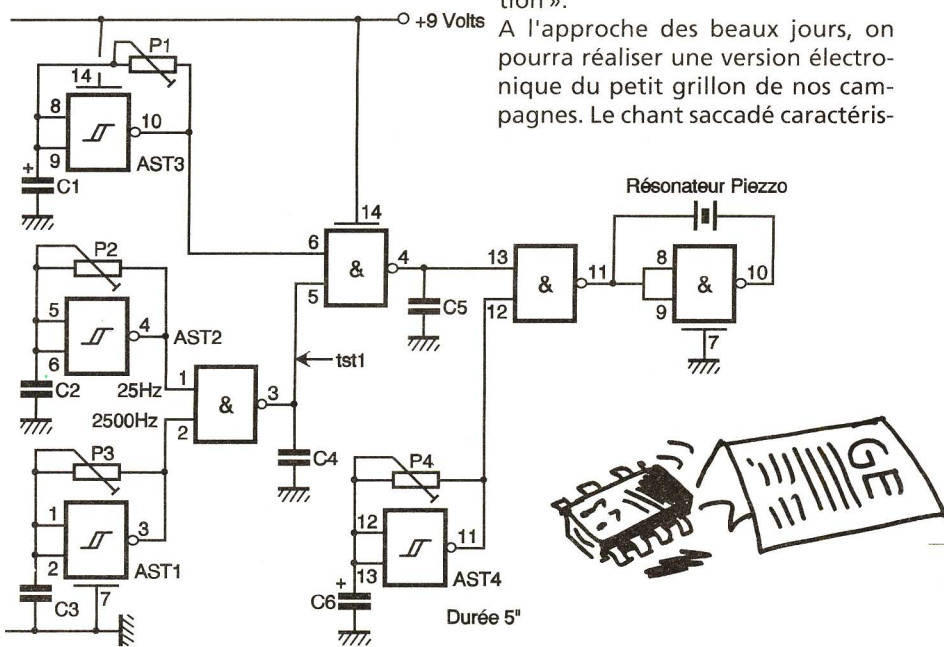 tion ».
A l'approche des beaux jours, on
pourra réaliser une version électro-
nique du petit grillon de nos cam-
pagnes. Le chant saccadé caractéris-
+9 Volts
P1
14
8
9
10
AST3
+
C1
P2
5
6
4
AST2
C2
25Hz
2500Hz
1
2
&
3
P3
1
2
3
AST1
7
C3
tst1
C4
14
6
5
&
4
C5
13
12
&
11
Résonateur Piezzo
8
9
&
10
7
P4
12
13
11
AST4
+
C6
Durée 5"
GE